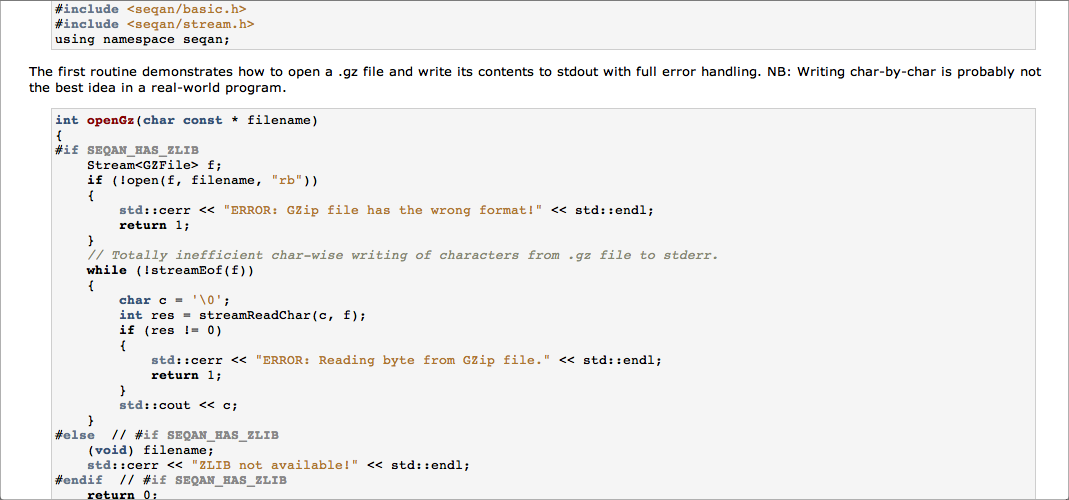 #include <seqan/basic.h>
#include <seqan/stream.h>
using namespace seqan;
The first routine demonstrates how to open a .gz file and write its contents to stdout with full error handling. NB: Writing char-by-char is probably not
the best idea in a real-world program.
int openGz(char const * filename)
{
#if SEQAN_HAS_ZLIB
    Stream<GZFile> f;
    if (!open(f, filename, "rb"))
    {
        std::cerr << "ERROR: GZip file has the wrong format!" << std::endl;
        return 1;
    }
    // Totally inefficient char-wise writing of characters from .gz file to stderr.
    while (!streamEof(f))
    {
        char c = '\0';
        int res = streamReadChar(c, f);
        if (res != 0)
        {
            std::cerr << "ERROR: Reading byte from GZip file." << std::endl;
            return 1;
        }
        std::cout << c;
    }
#else  // #if SEQAN_HAS_ZLIB
    (void) filename;
    std::cerr << "ZLIB not available!" << std::endl;
#endif  // #if SEQAN_HAS_ZLIB
    return 0;